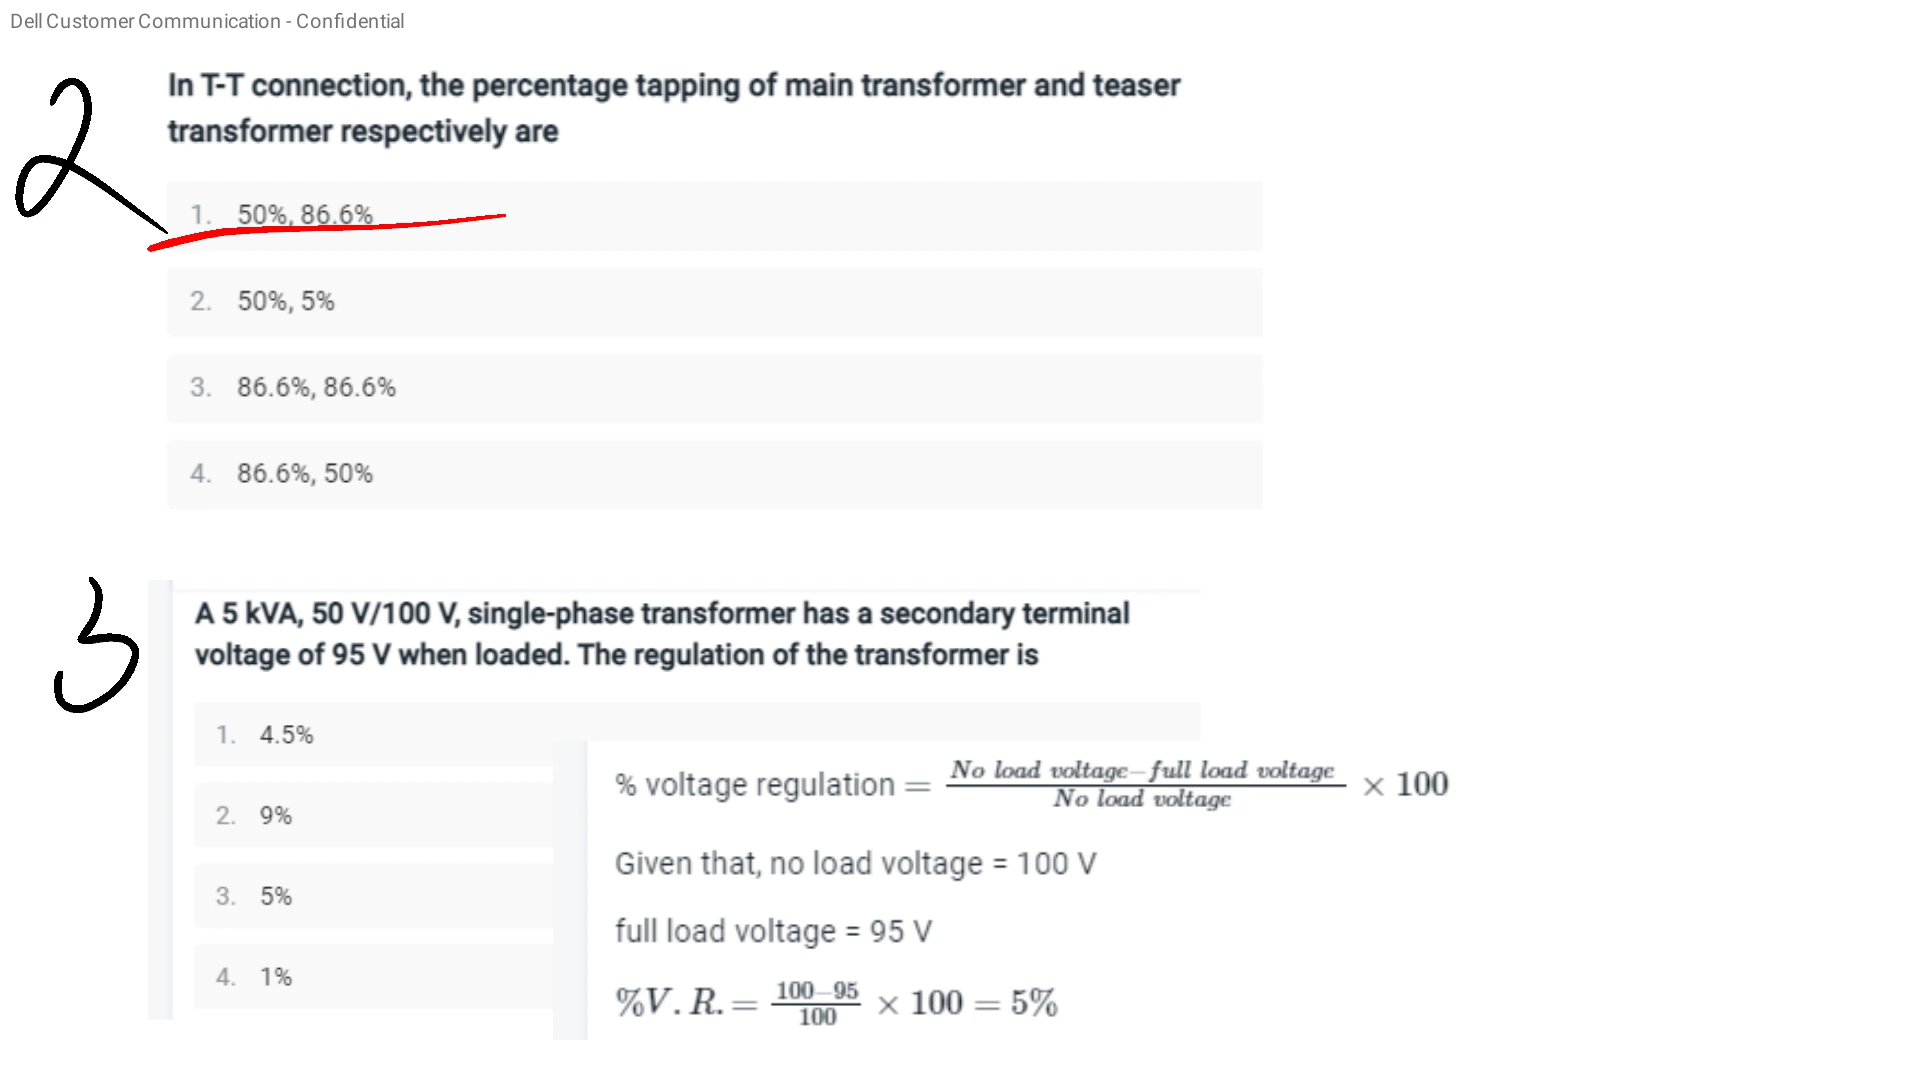 Dell Customer Communication - Confidential
2
In T-T connection, the percentage tapping of main transformer and teaser
transformer respectively are
1. 50%, 86.6%
2. 50%, 5%
3. 86.6%, 86.6%
4. 86.6%, 50%
3
A 5 kVA, 50 V/100 V, single-phase transformer has a secondary terminal
voltage of 95 V when loaded. The regulation of the transformer is
1. 4.5%
2. 9%
3. 5%
4. 1%
% voltage regulation = No load voltage−full load voltage / No load voltage × 100
Given that, no load voltage = 100 V
full load voltage = 95 V
%V.R. = 100−95 / 100 × 100 = 5%